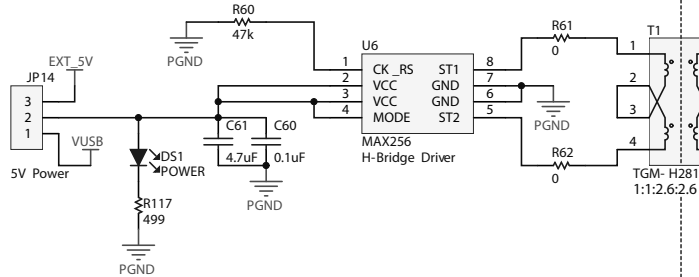 R60
47k
PGND
R61
0
T1
U6
EXT_5V
JP14
3
2
1
VUSB
5V Power
1
2
3
4
CK _RS
VCC
VCC
MODE
ST1
GND
GND
ST2
8
7
6
5
MAX256
H-Bridge Driver
C61
4.7uF
C60
0.1uF
PGND
DS1
POWER
R117
499
PGND
PGND
R62
0
1
2
3
4
TGM- H281
1:1:2.6:2.6